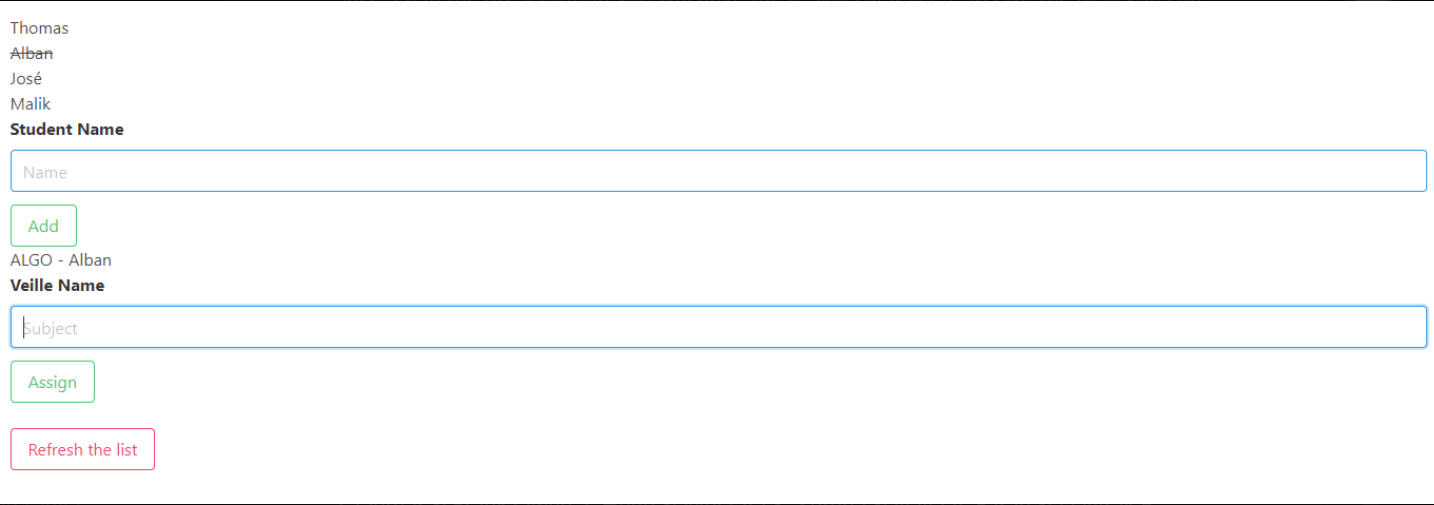 Thomas
Alban
José
Malik
Student Name
Name
Add
ALGO - Alban
Veille Name
Subject
Assign
Refresh the list